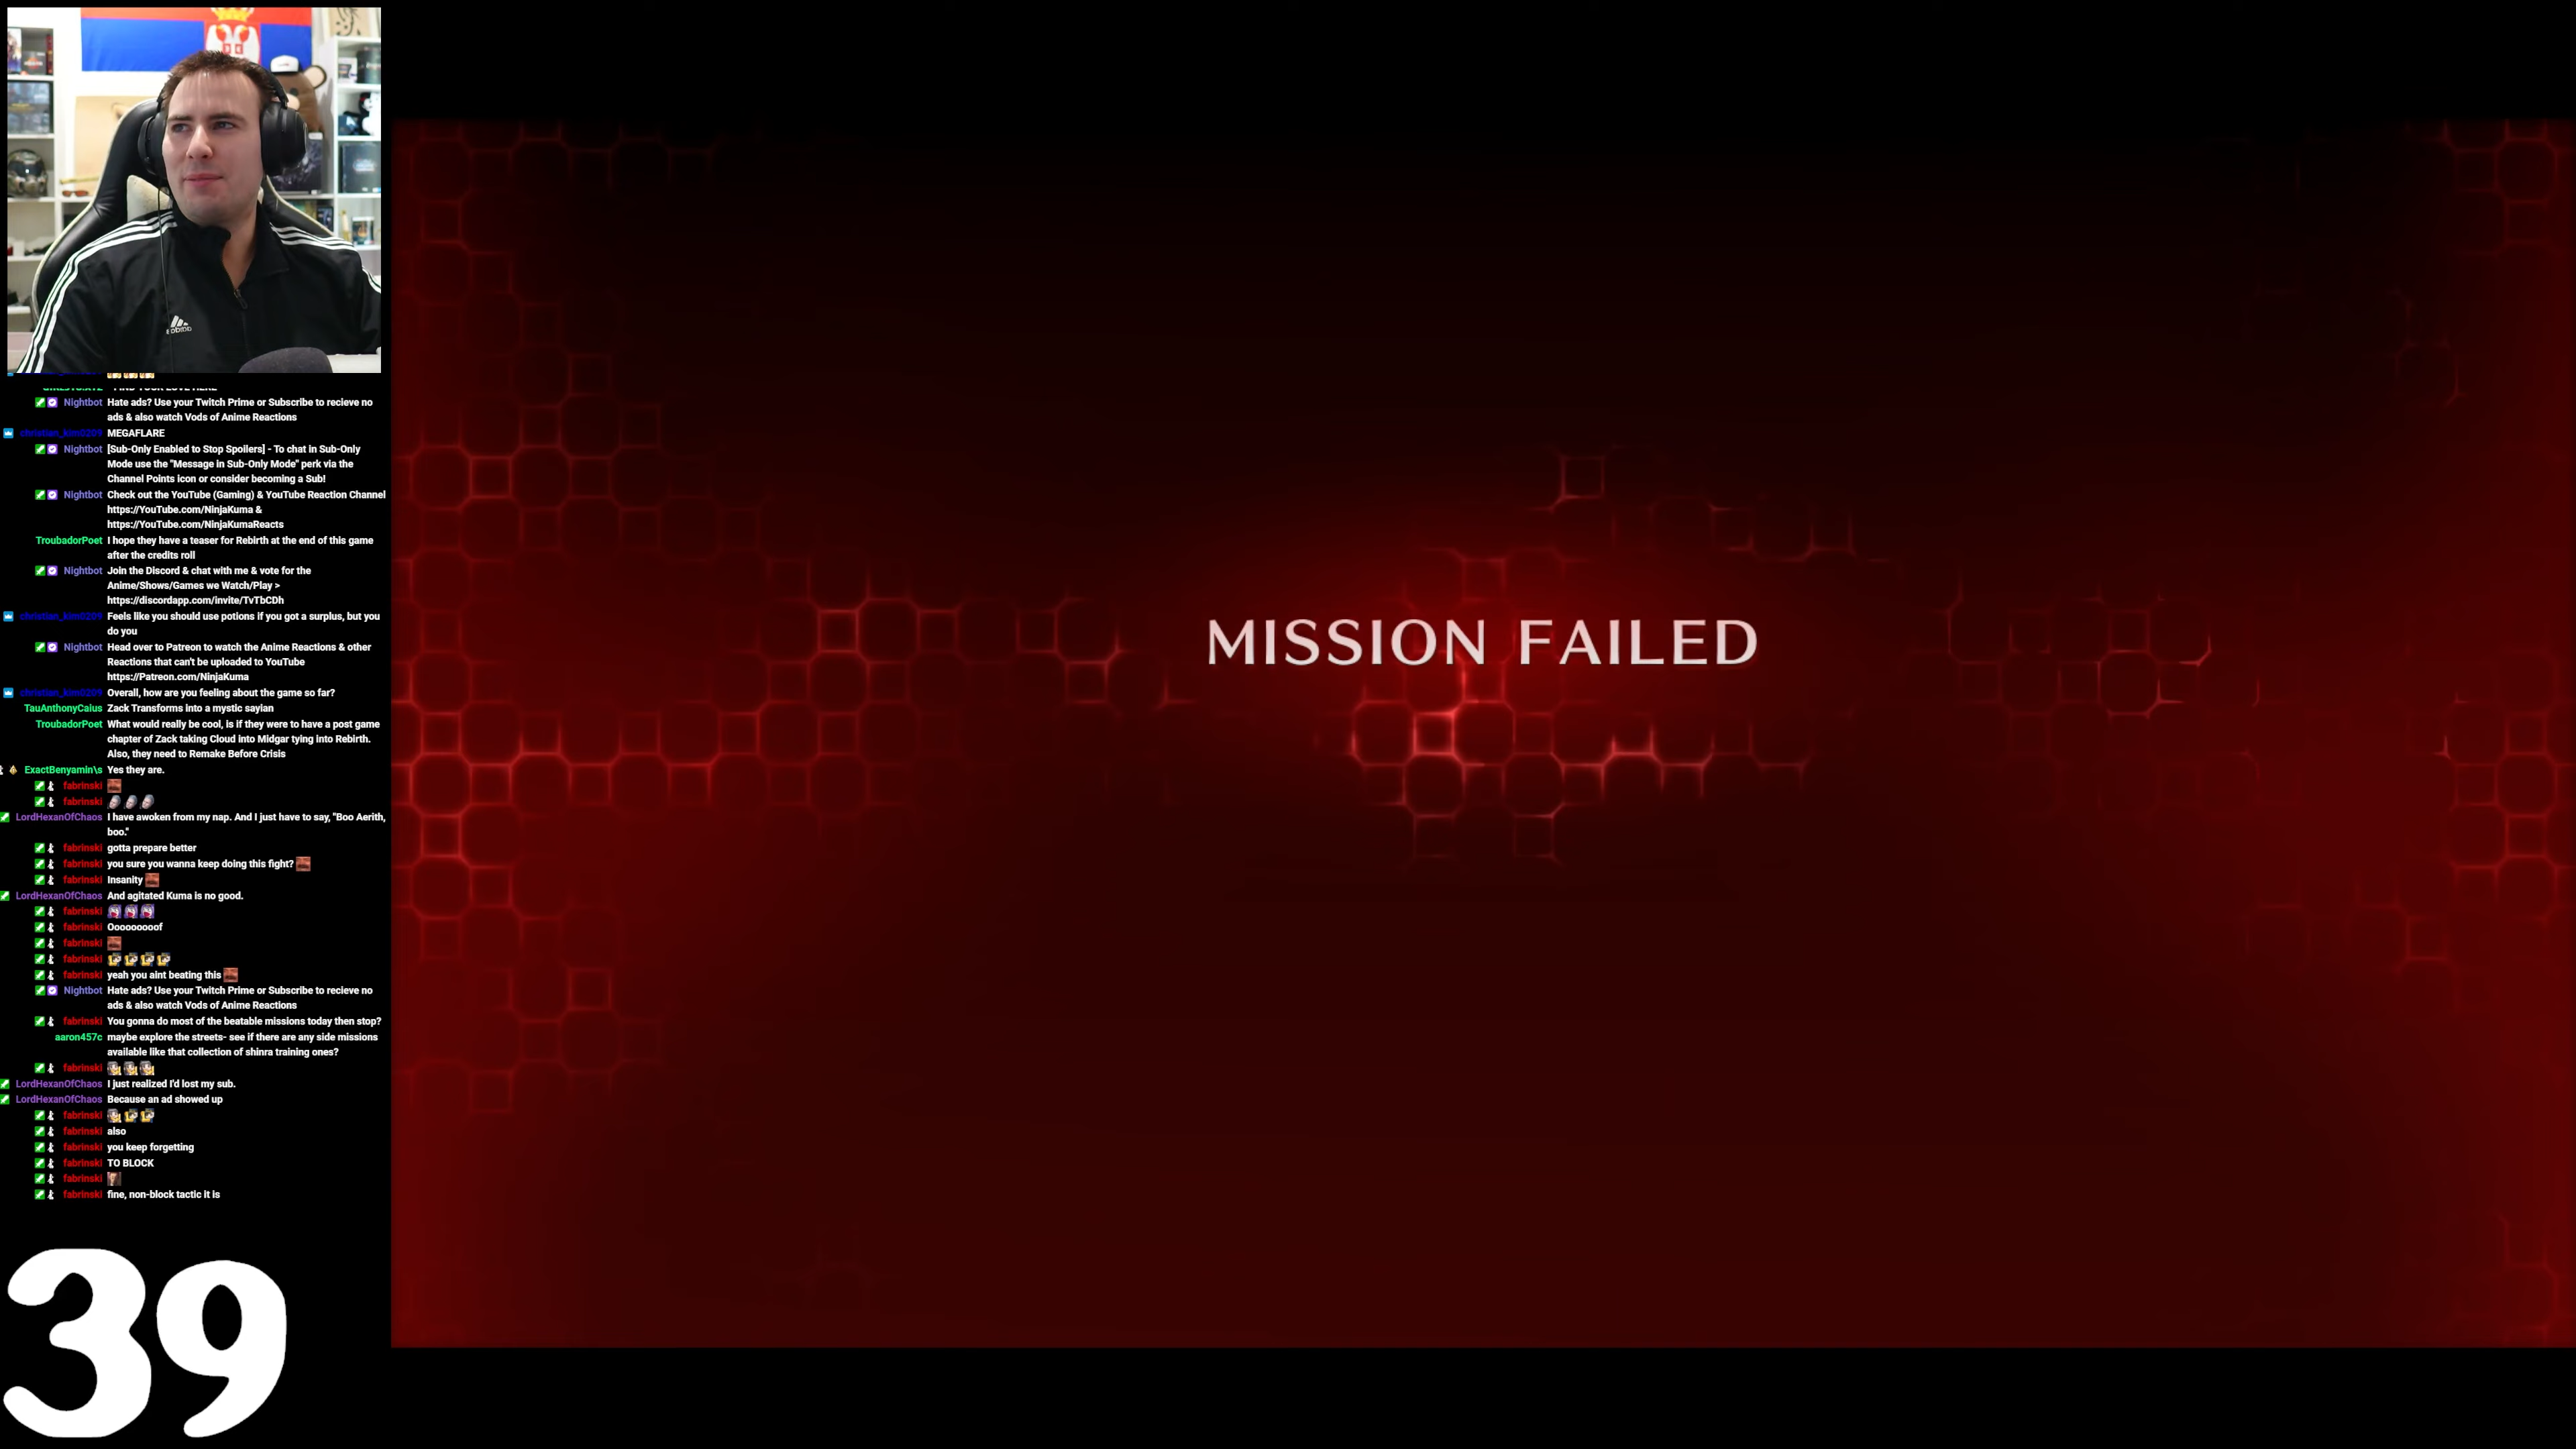 adidas
Nightbot Hate ads? Use your Twitch Prime or Subscribe to recieve no
ads & also watch Vods of Anime Reactions
christian_kim0209 MEGAFLARE
Nightbot [Sub-Only Enabled to Stop Spoilers] - To chat in Sub-Only
Mode use the "Message in Sub-Only Mode" perk via the
Channel Points icon or consider becoming a Sub!
Nightbot Check out the YouTube (Gaming) & YouTube Reaction Channel
https://YouTube.com/NinjaKuma &
https://YouTube.com/NinjaKumaReacts
TroubadorPoet I hope they have a teaser for Rebirth at the end of this game
after the credits roll
Nightbot Join the Discord & chat with me & vote for the
Anime/Shows/Games we Watch/Play >
https://discordapp.com/invite/TvTbCDh
christian_kim0209 Feels like you should use potions if you got a surplus, but you
do you
Nightbot Head over to Patreon to watch the Anime Reactions & other
Reactions that can't be uploaded to YouTube
https://Patreon.com/NinjaKuma
christian_kim0209 Overall, how are you feeling about the game so far?
TauAnthonyCaius Zack Transforms into a mystic sayian
TroubadorPoet What would really be cool, is if they were to have a post game
chapter of Zack taking Cloud into Midgar tying into Rebirth.
Also, they need to Remake Before Crisis
ExactBenyamin\s Yes they are.
fabrinski
fabrinski
LordHexanOfChaos I have awoken from my nap. And I just have to say, "Boo Aerith,
boo."
fabrinski gotta prepare better
fabrinski you sure you wanna keep doing this fight?
fabrinski Insanity
LordHexanOfChaos And agitated Kuma is no good.
fabrinski
fabrinski Ooooooooof
fabrinski
fabrinski
fabrinski yeah you aint beating this
Nightbot Hate ads? Use your Twitch Prime or Subscribe to recieve no
ads & also watch Vods of Anime Reactions
fabrinski You gonna do most of the beatable missions today then stop?
aaron457c maybe explore the streets- see if there are any side missions
available like that collection of shinra training ones?
fabrinski
LordHexanOfChaos I just realized I'd lost my sub.
LordHexanOfChaos Because an ad showed up
fabrinski
fabrinski also
fabrinski you keep forgetting
fabrinski TO BLOCK
fabrinski
fabrinski fine, non-block tactic it is
39
MISSION FAILED